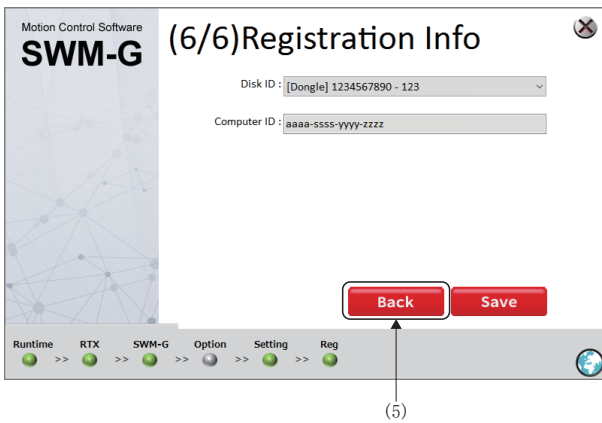 Motion Control Software
SWM-G
(6/6)Registration Info
Disk ID : [Dongle] 1234567890 - 123
Computer ID : aaaa-ssss-yyyy-zzzz
Back Save
Runtime RTX SWM-G Option Setting Reg
>> >> >> >> >>
(5)